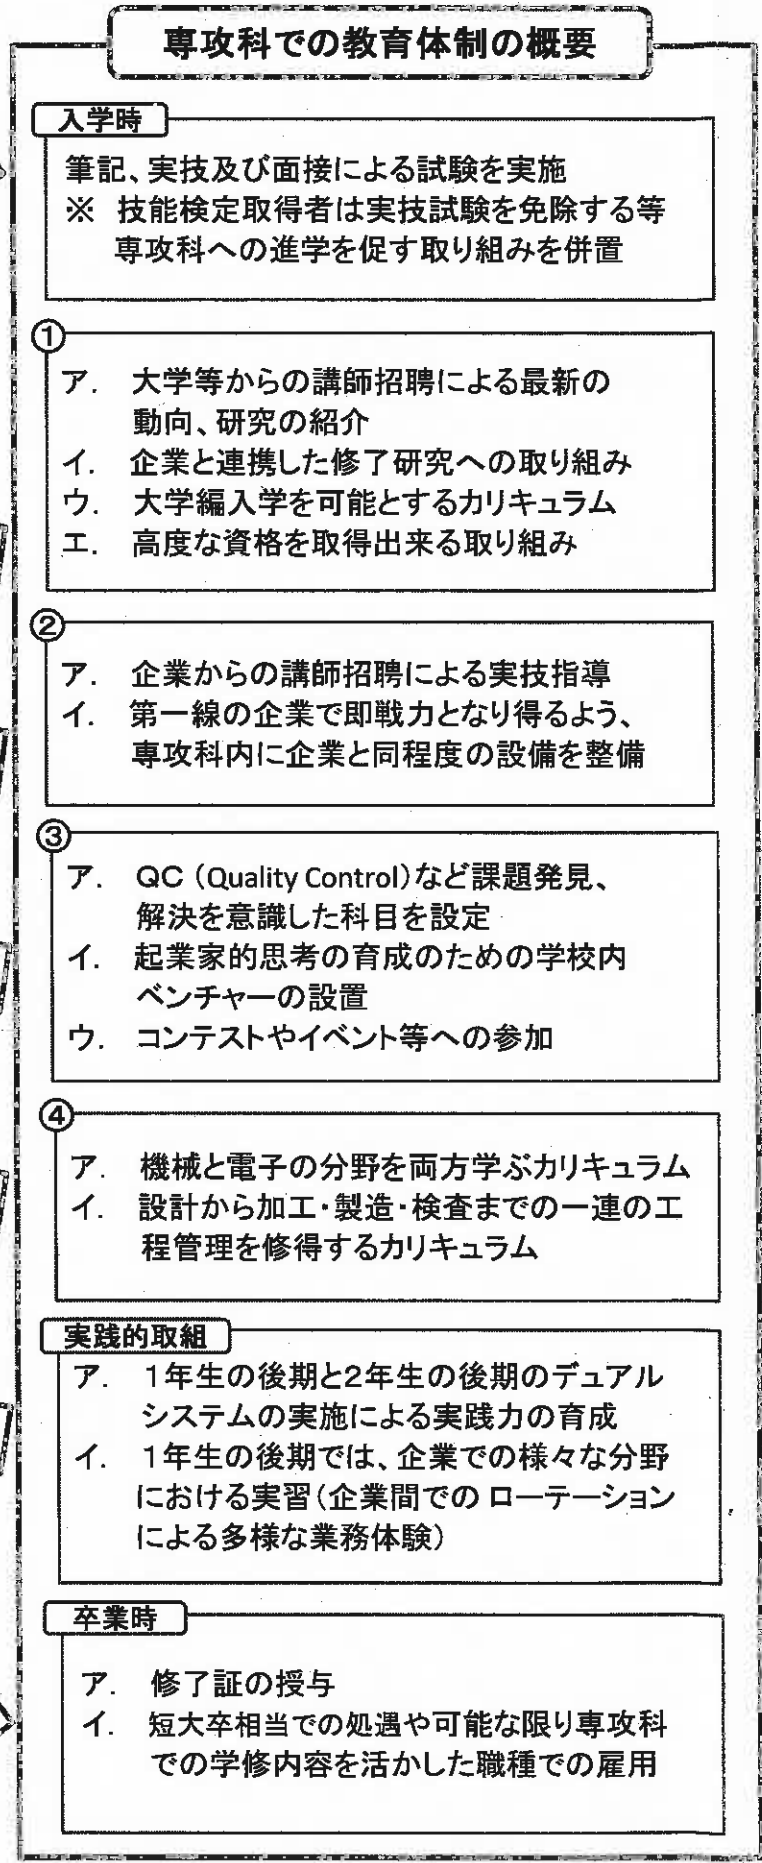 専攻科での教育体制の概要
入学時
筆記、実技及び面接による試験を実施
※ 技能検定取得者は実技試験を免除する等
専攻科への進学を促す取り組みを併置
①
ア. 大学等からの講師招聘による最新の
動向、研究の紹介
イ. 企業と連携した修了研究への取り組み
ウ. 大学編入学を可能とするカリキュラム
エ. 高度な資格を取得出来る取り組み
②
ア. 企業からの講師招聘による実技指導
イ. 第一線の企業で即戦力となり得るよう、
専攻科内に企業と同程度の設備を整備
③
ア. QC(Quality Control)など課題発見、
解決を意識した科目を設定
イ. 起業家的思考の育成のための学校内
ベンチャーの設置
ウ. コンテストやイベント等への参加
④
ア. 機械と電子の分野を両方学ぶカリキュラム
イ. 設計から加工・製造・検査までの一連の工
程管理を修得するカリキュラム
実践的取組
ア. 1年生の後期と2年生の後期のデュアル
システムの実施による実践力の育成
イ. 1年生の後期では、企業での様々な分野
における実習(企業間での ローテーション
による多様な業務体験)
卒業時
ア. 修了証の授与
イ. 短大卒相当での処遇や可能な限り専攻科
での学修内容を活かした職種での雇用